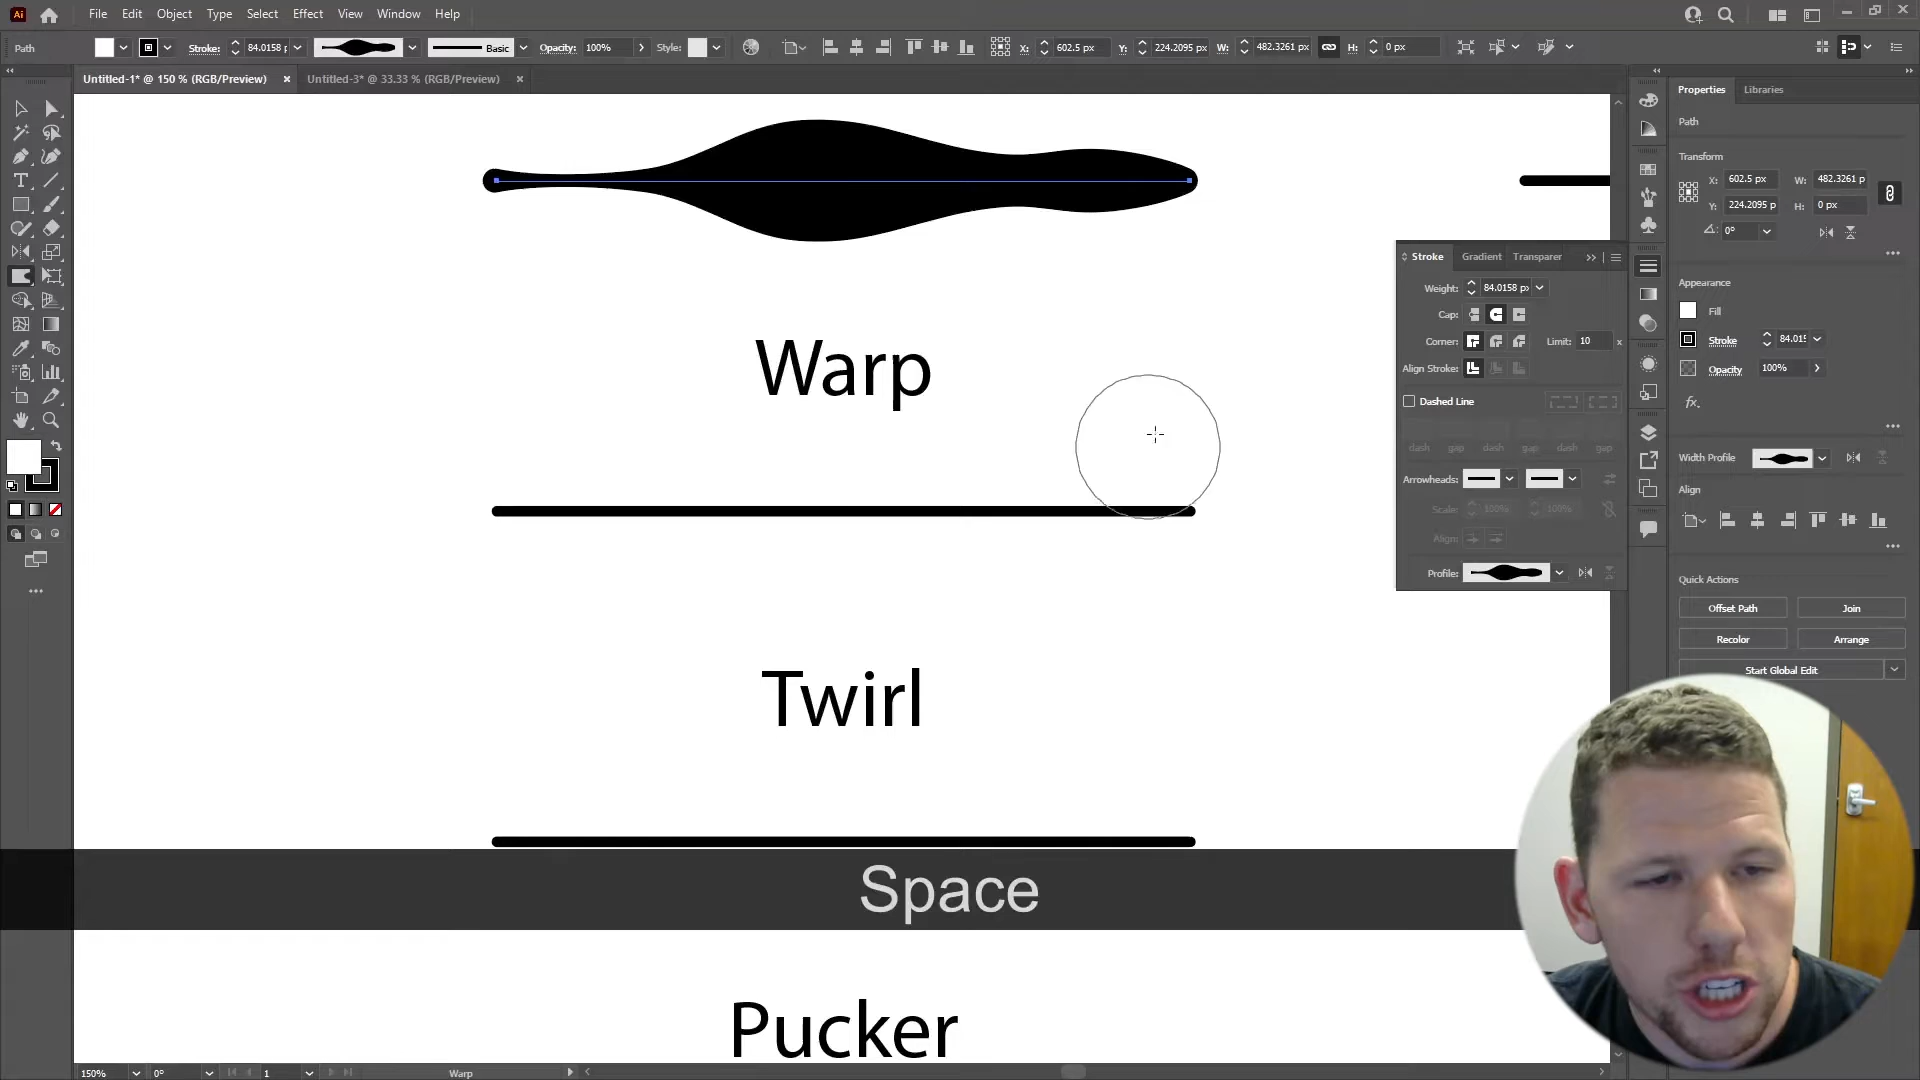 Ai File Edit Object Type Select Effect View Window Help
Path Stroke: 84.0158 p Basic Opacity: 100% Style: X: 602.5 px Y: 224.2095 px W: 482.3261 px H: 0 px
Untitled-1* @ 150 % (RGB/Preview) × Untitled-3* @ 33.33 % (RGB/Preview) ×
Properties Libraries
Path
Transform
X: 602.5 px W: 482.3261 p
Y: 224.2095 p H: 0 px
0°
Appearance
Fill
Stroke 84.015
Opacity 100%
fx.
Width Profile
Align
Quick Actions
Offset Path Join
Recolor Arrange
Start Global Edit
Stroke Gradient Transparer
Weight: 84.0158 px
Cap:
Corner: Limit: 10 x
Align Stroke:
Dashed Line
dash gap dash gap dash gap
Arrowheads:
Scale: 100% 100%
Align:
Profile:
Warp
Twirl
Space
Pucker
150% 0° 1 Warp